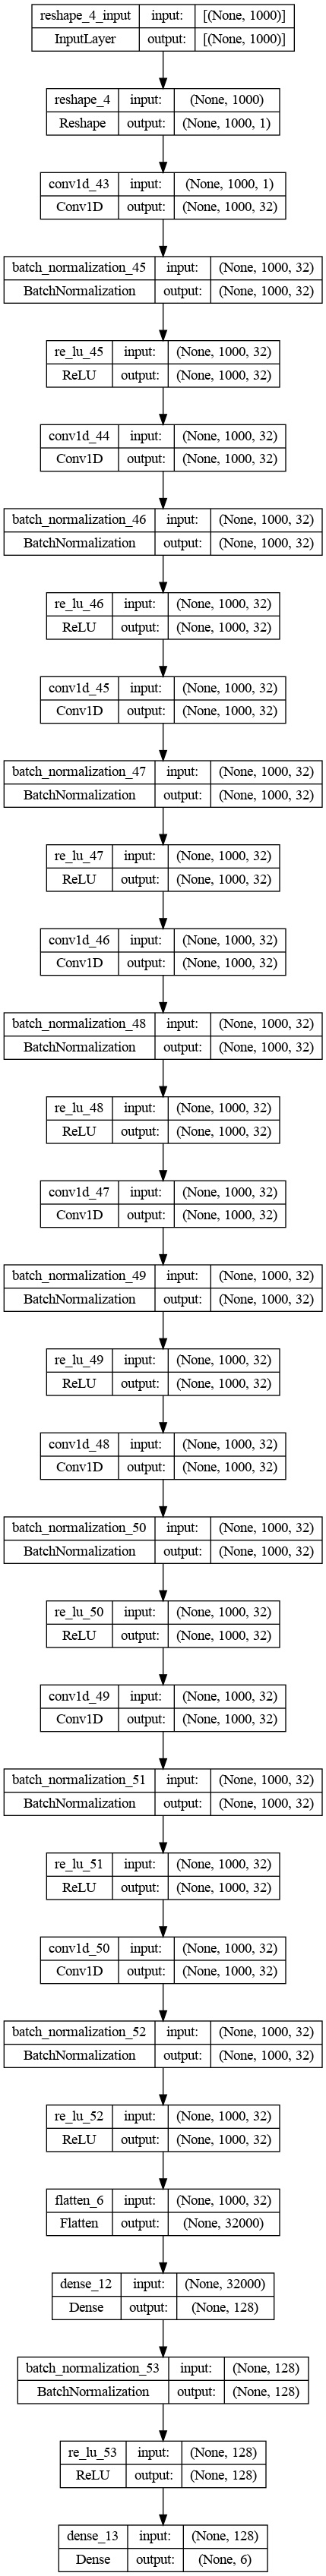 reshape_4_input input: [(None, 1000)]
InputLayer output: [(None, 1000)]
reshape_4 input: (None, 1000)
Reshape output: (None, 1000, 1)
conv1d_43 input: (None, 1000, 1)
Conv1D output: (None, 1000, 32)
batch_normalization_45 input: (None, 1000, 32)
BatchNormalization output: (None, 1000, 32)
re_lu_45 input: (None, 1000, 32)
ReLU output: (None, 1000, 32)
conv1d_44 input: (None, 1000, 32)
Conv1D output: (None, 1000, 32)
batch_normalization_46 input: (None, 1000, 32)
BatchNormalization output: (None, 1000, 32)
re_lu_46 input: (None, 1000, 32)
ReLU output: (None, 1000, 32)
conv1d_45 input: (None, 1000, 32)
Conv1D output: (None, 1000, 32)
batch_normalization_47 input: (None, 1000, 32)
BatchNormalization output: (None, 1000, 32)
re_lu_47 input: (None, 1000, 32)
ReLU output: (None, 1000, 32)
conv1d_46 input: (None, 1000, 32)
Conv1D output: (None, 1000, 32)
batch_normalization_48 input: (None, 1000, 32)
BatchNormalization output: (None, 1000, 32)
re_lu_48 input: (None, 1000, 32)
ReLU output: (None, 1000, 32)
conv1d_47 input: (None, 1000, 32)
Conv1D output: (None, 1000, 32)
batch_normalization_49 input: (None, 1000, 32)
BatchNormalization output: (None, 1000, 32)
re_lu_49 input: (None, 1000, 32)
ReLU output: (None, 1000, 32)
conv1d_48 input: (None, 1000, 32)
Conv1D output: (None, 1000, 32)
batch_normalization_50 input: (None, 1000, 32)
BatchNormalization output: (None, 1000, 32)
re_lu_50 input: (None, 1000, 32)
ReLU output: (None, 1000, 32)
conv1d_49 input: (None, 1000, 32)
Conv1D output: (None, 1000, 32)
batch_normalization_51 input: (None, 1000, 32)
BatchNormalization output: (None, 1000, 32)
re_lu_51 input: (None, 1000, 32)
ReLU output: (None, 1000, 32)
conv1d_50 input: (None, 1000, 32)
Conv1D output: (None, 1000, 32)
batch_normalization_52 input: (None, 1000, 32)
BatchNormalization output: (None, 1000, 32)
re_lu_52 input: (None, 1000, 32)
ReLU output: (None, 1000, 32)
flatten_6 input: (None, 1000, 32)
Flatten output: (None, 32000)
dense_12 input: (None, 32000)
Dense output: (None, 128)
batch_normalization_53 input: (None, 128)
BatchNormalization output: (None, 128)
re_lu_53 input: (None, 128)
ReLU output: (None, 128)
dense_13 input: (None, 128)
Dense output: (None, 6)